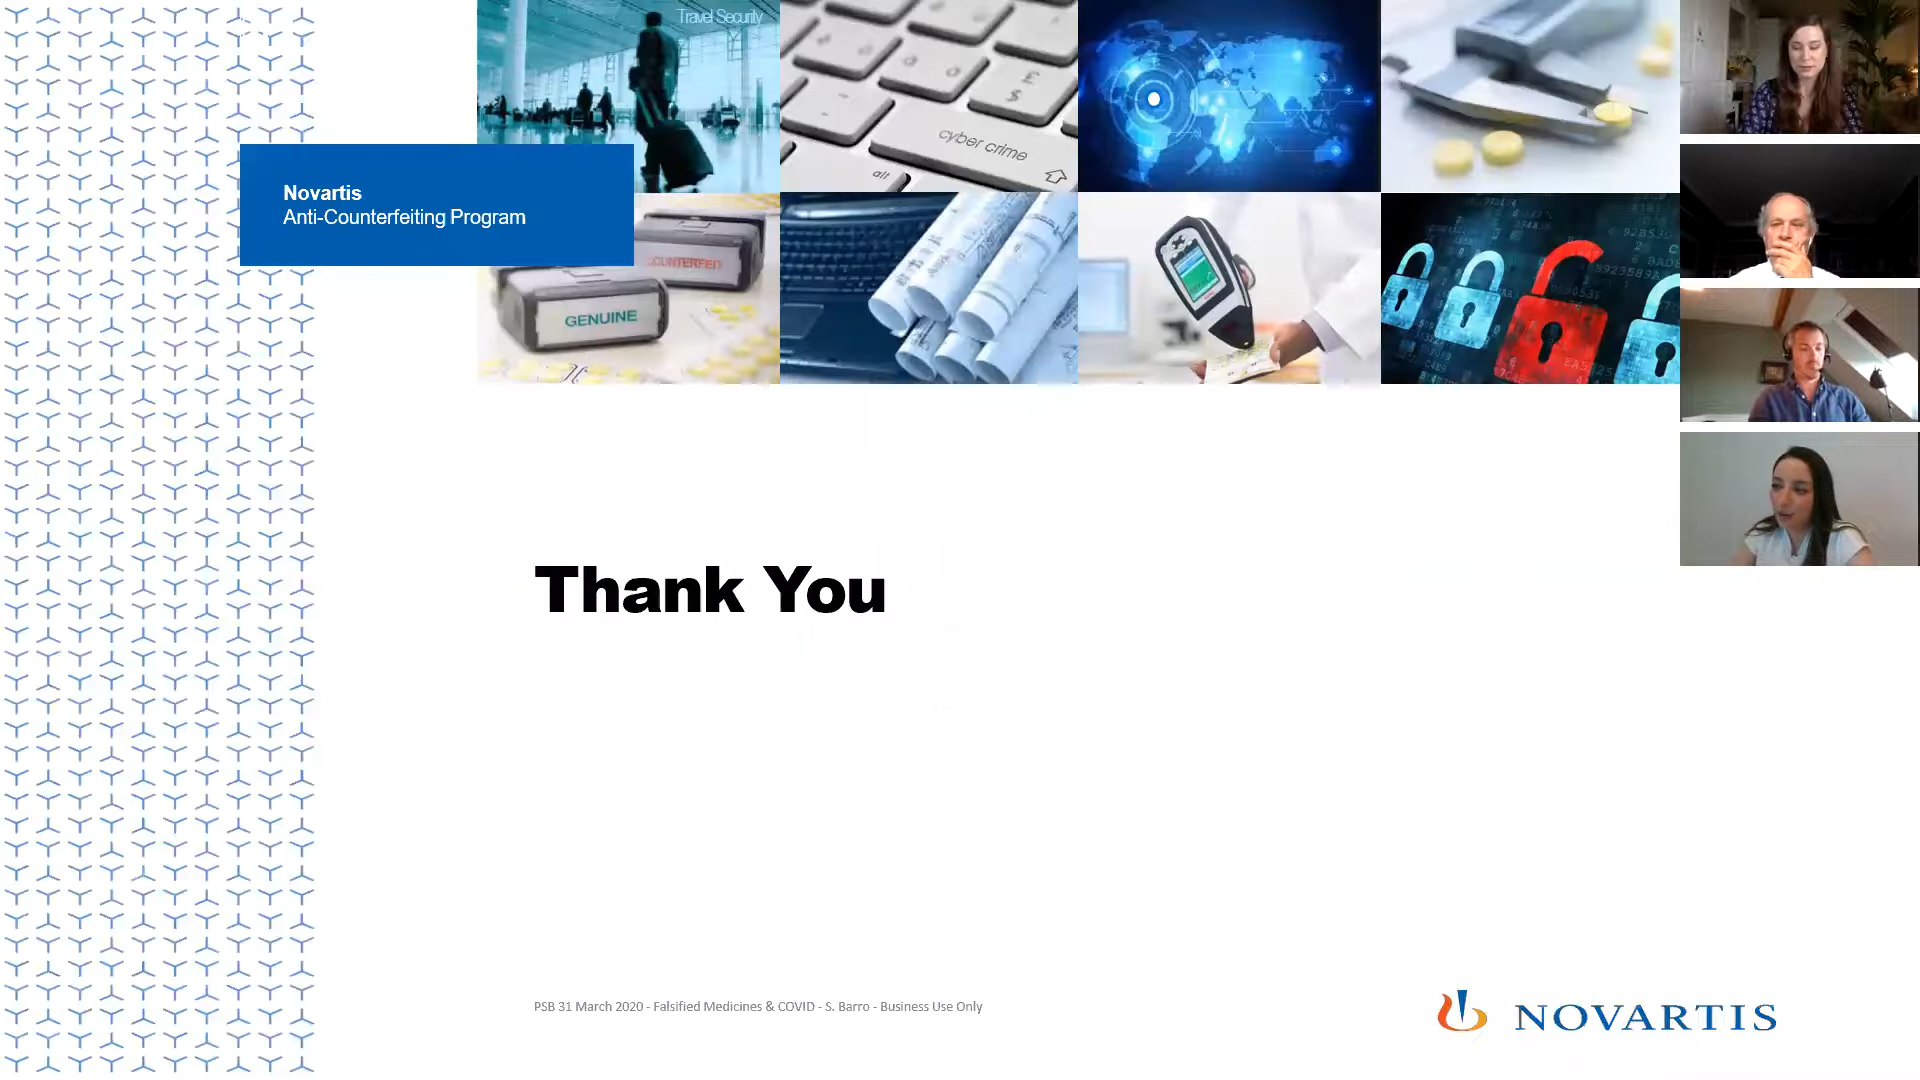 Travel Security
£
$
cyber crime
alt
Novartis
Anti-Counterfeiting Program
COUNTERFEIT
GENUINE
Thank You
PSB 31 March 2020 - Falsified Medicines & COVID - S. Barro - Business Use Only
NOVARTIS